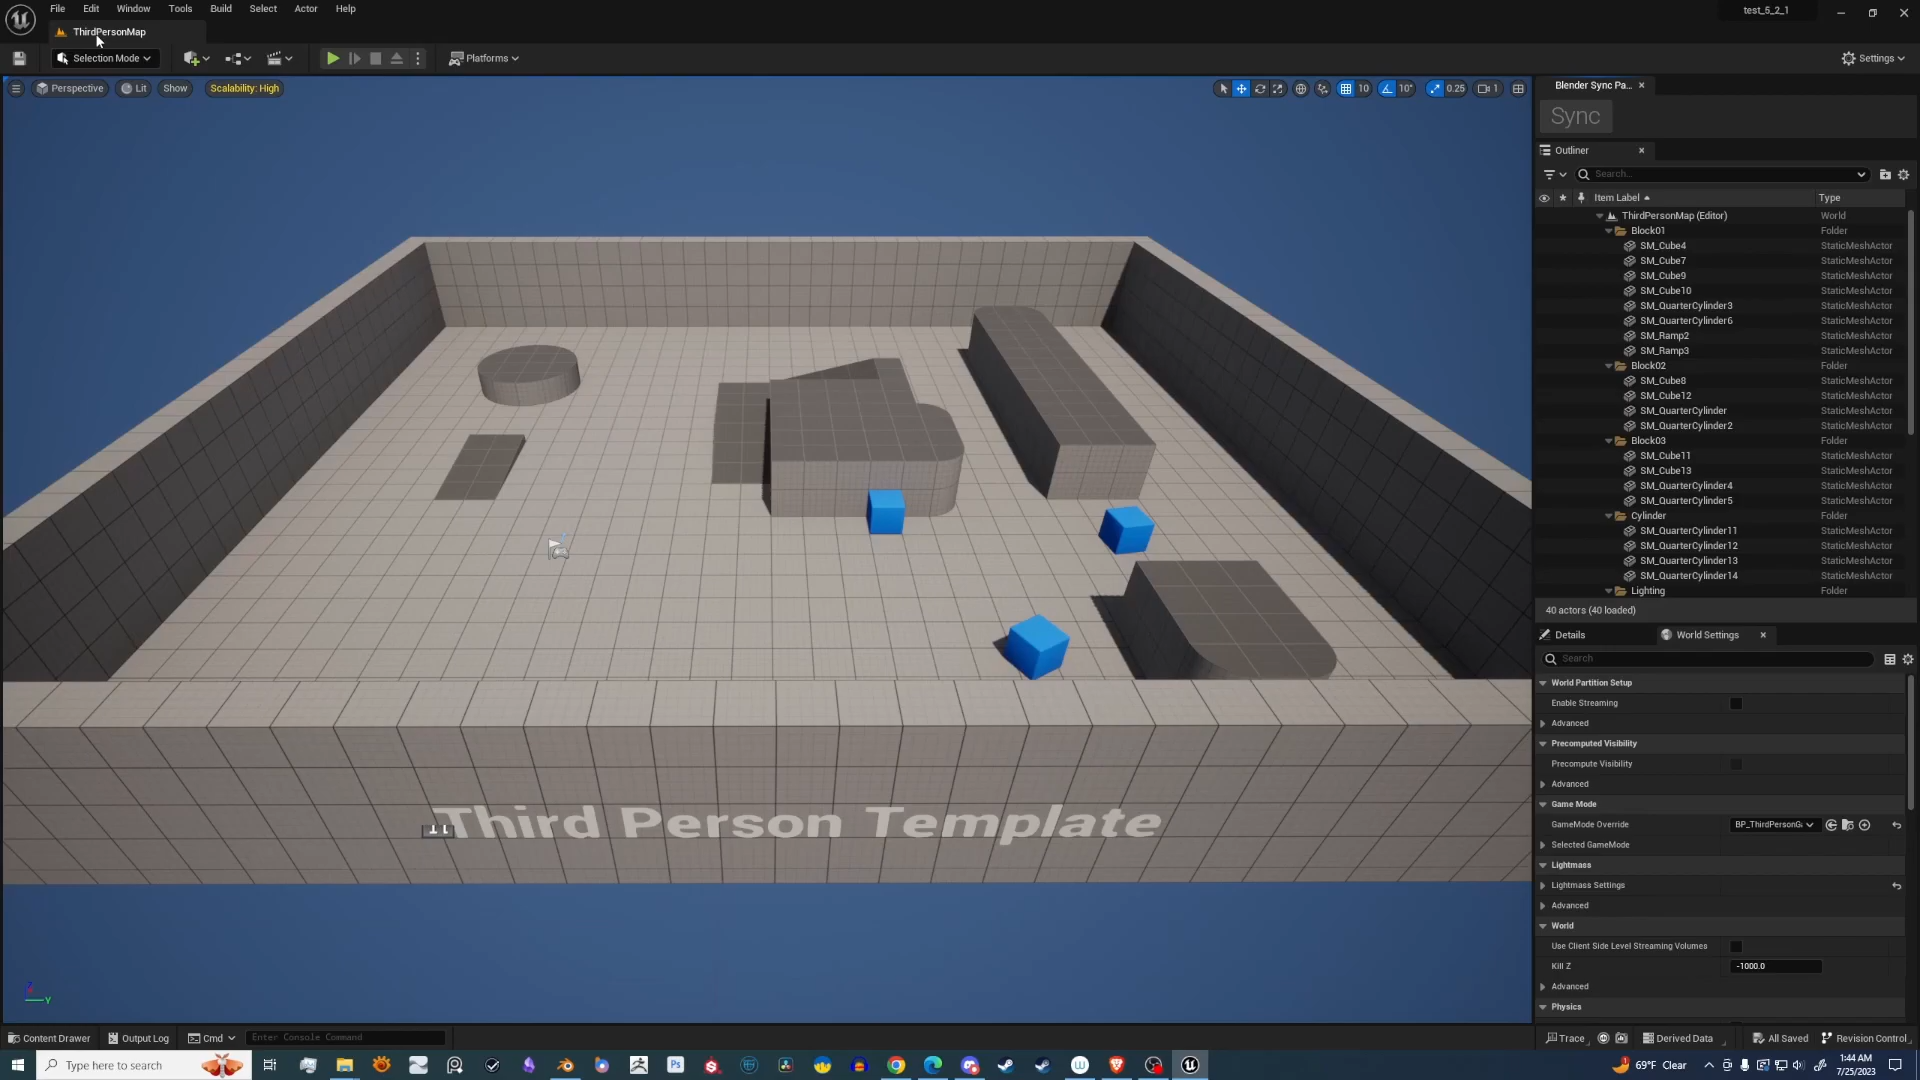 File Edit Window Tools Build Select Actor Help
test_5_2_1
ThirdPersonMap
Selection Mode
Platforms
Settings
Perspective
Lit
Show
Scalability: High
10
10°
0.25
1
Blender Sync Pa...
Sync
Outliner
Search...
Item Label Type
ThirdPersonMap (Editor) World
Block01 Folder
SM_Cube4 StaticMeshActor
SM_Cube7 StaticMeshActor
SM_Cube9 StaticMeshActor
SM_Cube10 StaticMeshActor
SM_QuarterCylinder3 StaticMeshActor
SM_QuarterCylinder6 StaticMeshActor
SM_Ramp2 StaticMeshActor
SM_Ramp3 StaticMeshActor
Block02 Folder
SM_Cube8 StaticMeshActor
SM_Cube12 StaticMeshActor
SM_QuarterCylinder StaticMeshActor
SM_QuarterCylinder2 StaticMeshActor
Block03 Folder
SM_Cube11 StaticMeshActor
SM_Cube13 StaticMeshActor
SM_QuarterCylinder4 StaticMeshActor
SM_QuarterCylinder5 StaticMeshActor
Cylinder Folder
SM_QuarterCylinder11 StaticMeshActor
SM_QuarterCylinder12 StaticMeshActor
SM_QuarterCylinder13 StaticMeshActor
SM_QuarterCylinder14 StaticMeshActor
Lighting Folder
40 actors (40 loaded)
Details
World Settings
Search
World Partition Setup
Enable Streaming
Advanced
Precomputed Visibility
Precompute Visibility
Advanced
Game Mode
GameMode Override BP_ThirdPersonGa
Selected GameMode
Lightmass
Lightmass Settings
Advanced
World
Use Client Side Level Streaming Volumes
Kill Z -1000.0
Advanced
Physics
Third Person Template
Z
Y
Content Drawer
Output Log
Cmd
Enter Console Command
Trace
Derived Data
All Saved
Revision Control
Type here to search
Ps
69°F Clear
1:44 AM
7/25/2023